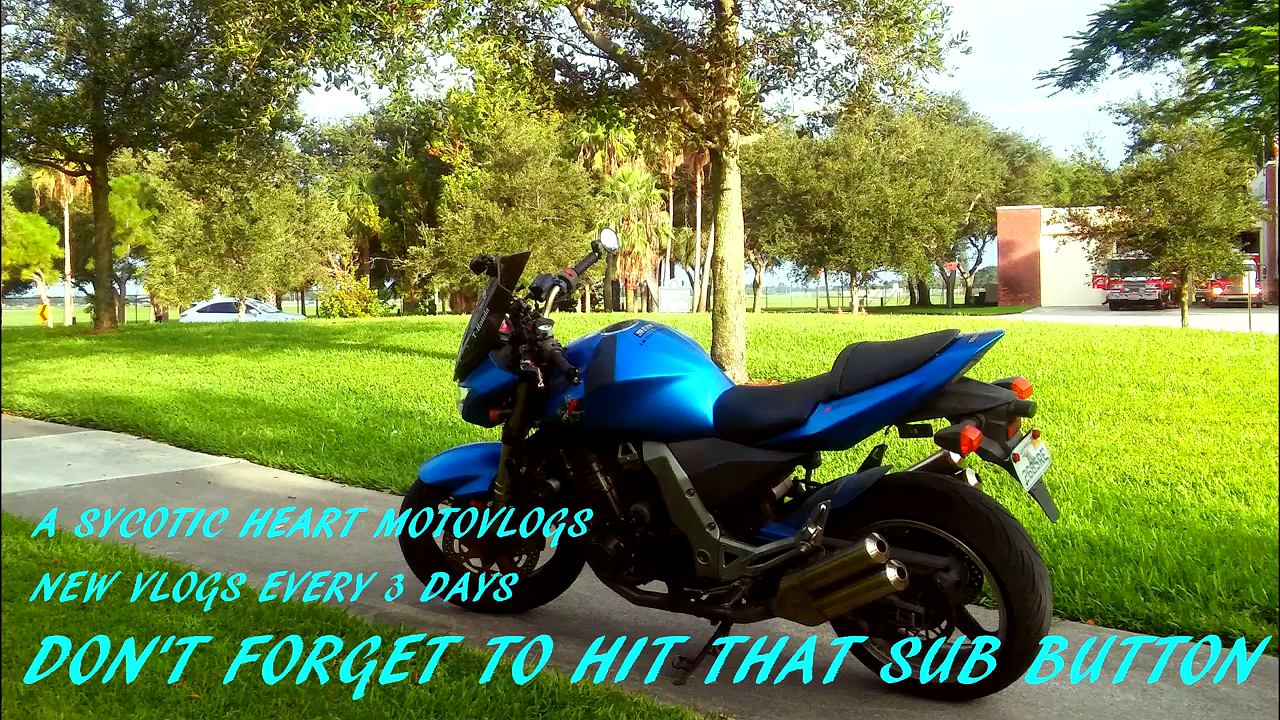 A SYCOTIC HEART MOTOVLOGS
NEW VLOGS EVERY 3 DAYS
DON'T FORGET TO HIT THAT SUB BUTTON